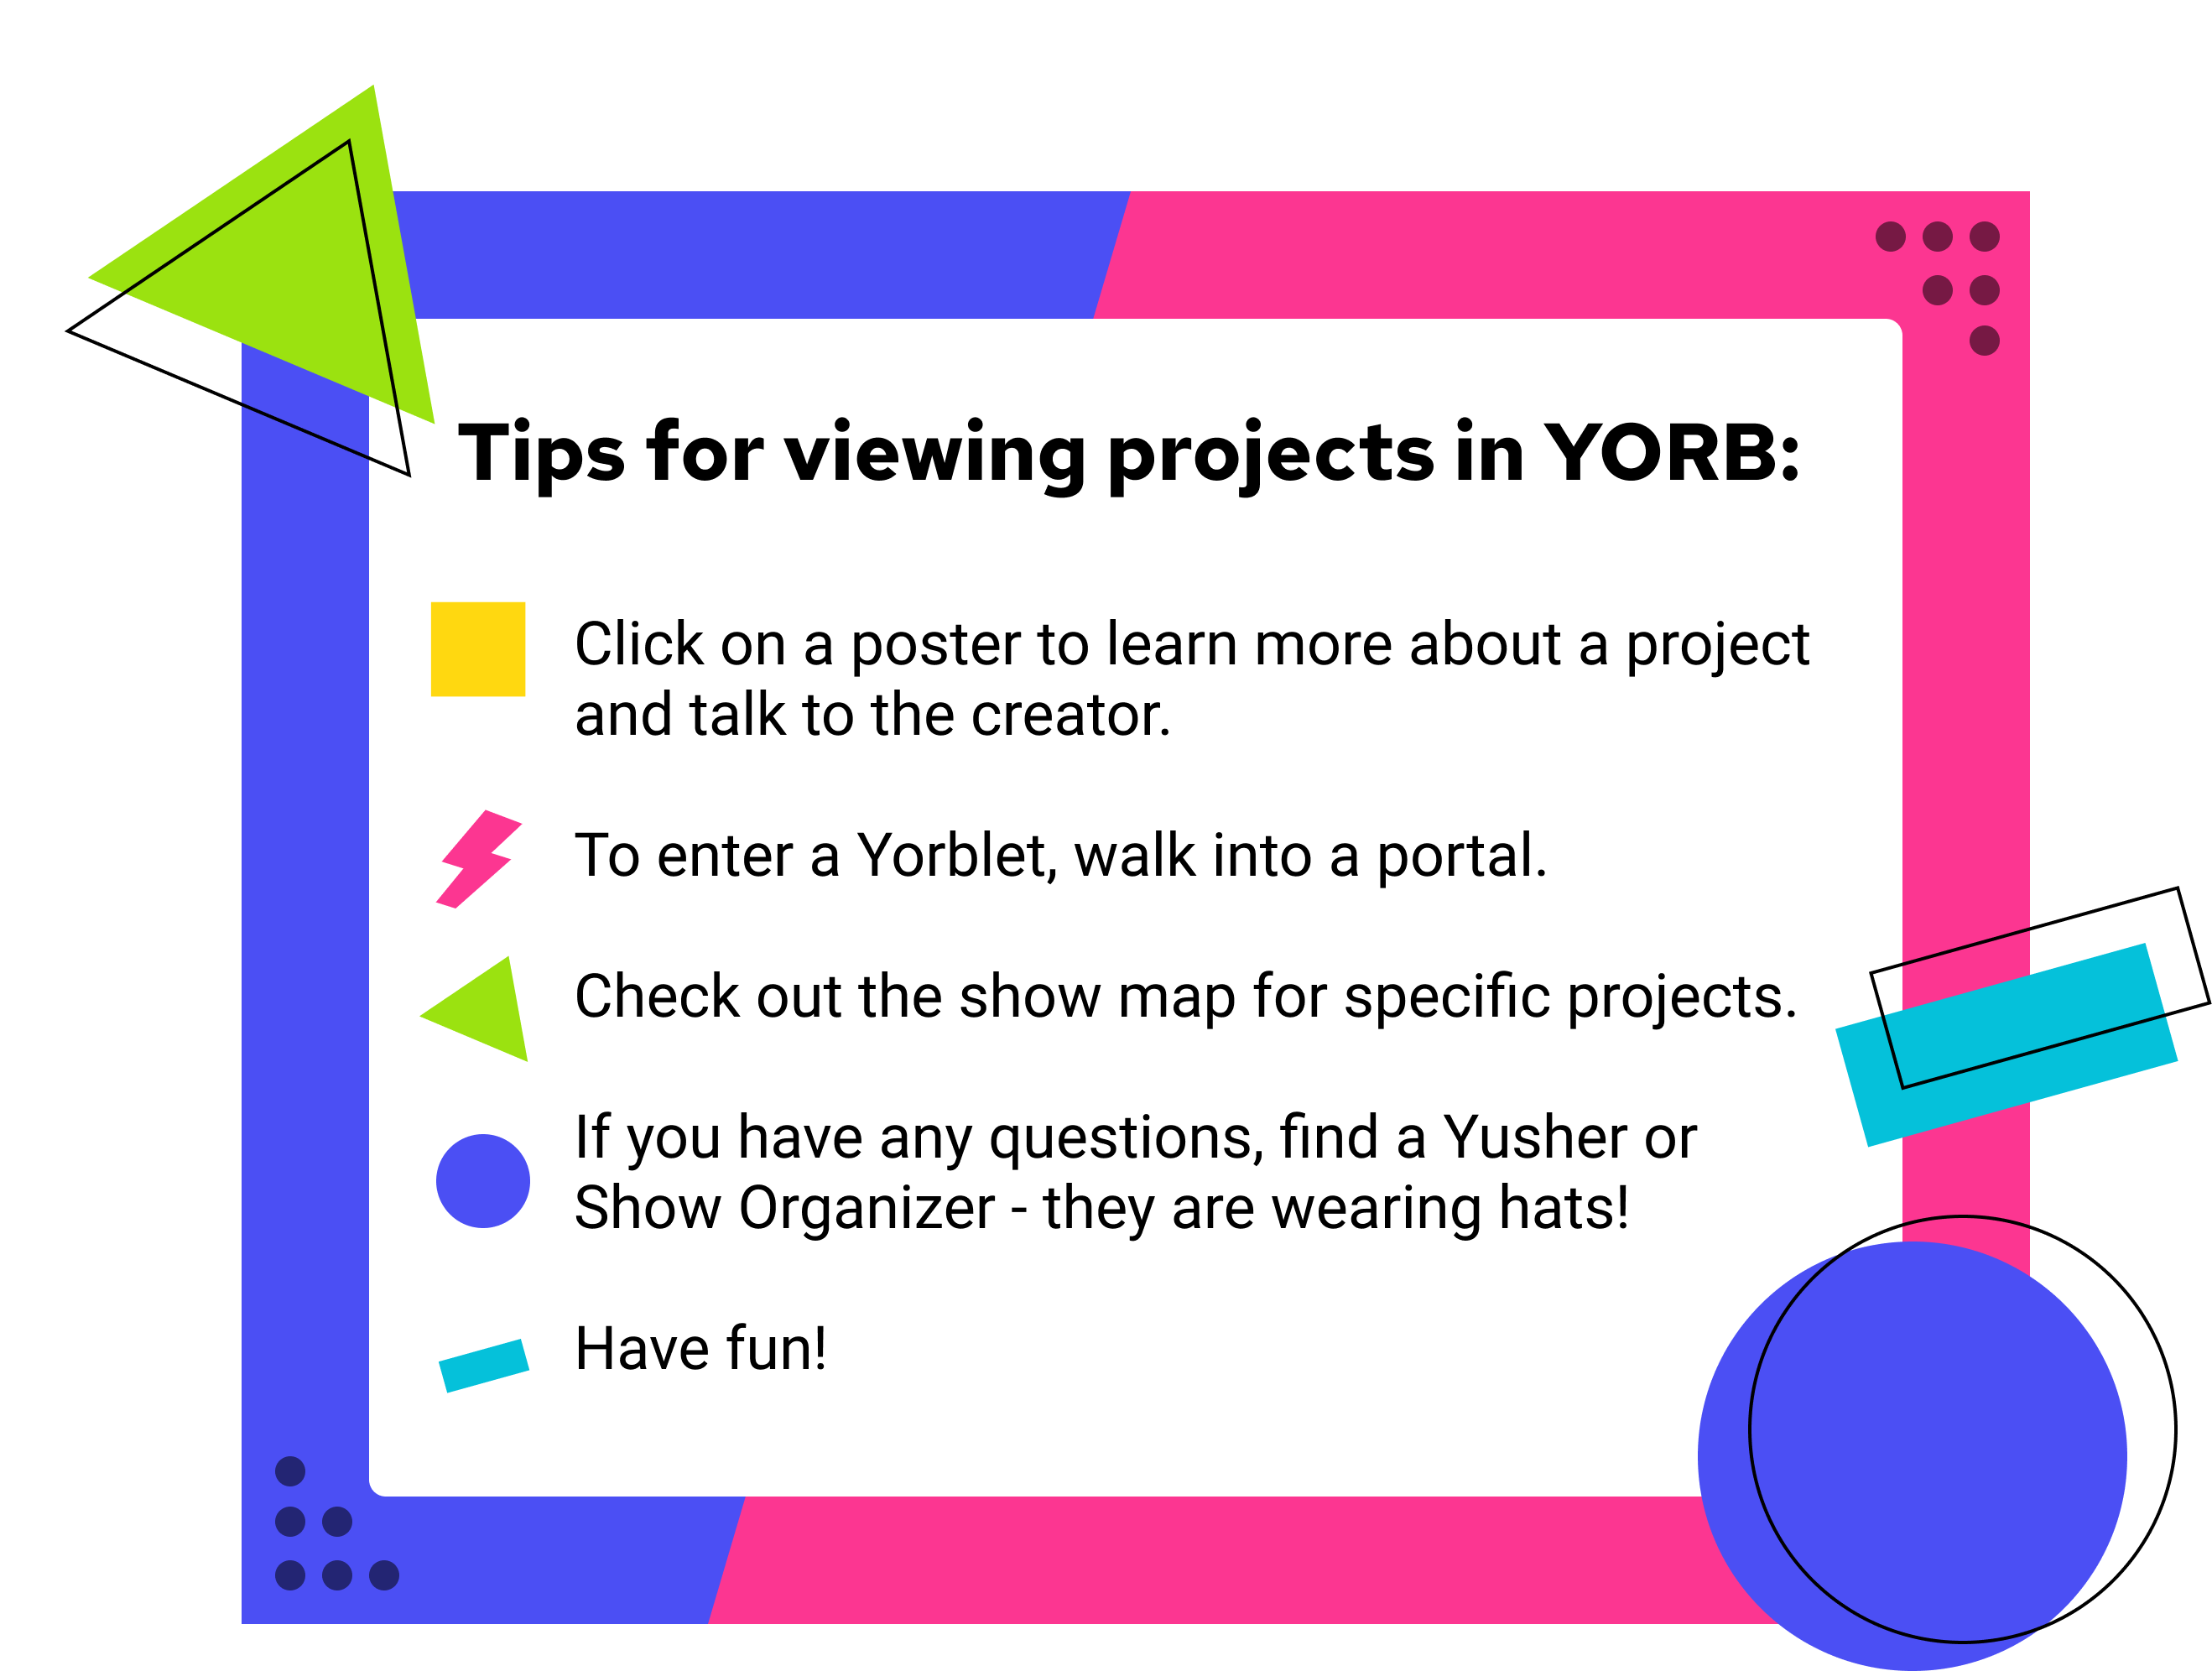 Tips for viewing projects in YORB:
Click on a poster to learn more about a project
and talk to the creator.
To enter a Yorblet, walk into a portal.
Check out the show map for specific projects.
If you have any questions, find a Yusher or
Show Organizer - they are wearing hats!
Have fun!